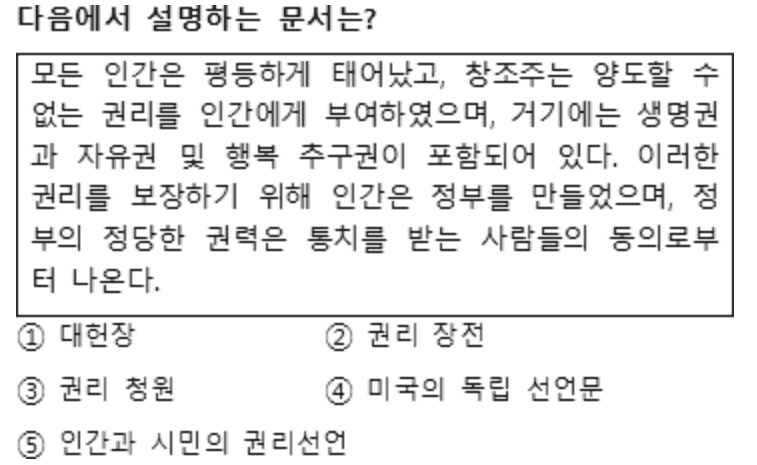 다음에서 설명하는 문서는?
모든 인간은 평등하게 태어났고, 창조주는 양도할 수
없는 권리를 인간에게 부여하였으며, 거기에는 생명권
과 자유권 및 행복 추구권이 포함되어 있다. 이러한
권리를 보장하기 위해 인간은 정부를 만들었으며, 정
부의 정당한 권력은 통치를 받는 사람들의 동의로부
터 나온다.
① 대헌장 ② 권리 장전
③ 권리 청원 ④ 미국의 독립 선언문
⑤ 인간과 시민의 권리선언